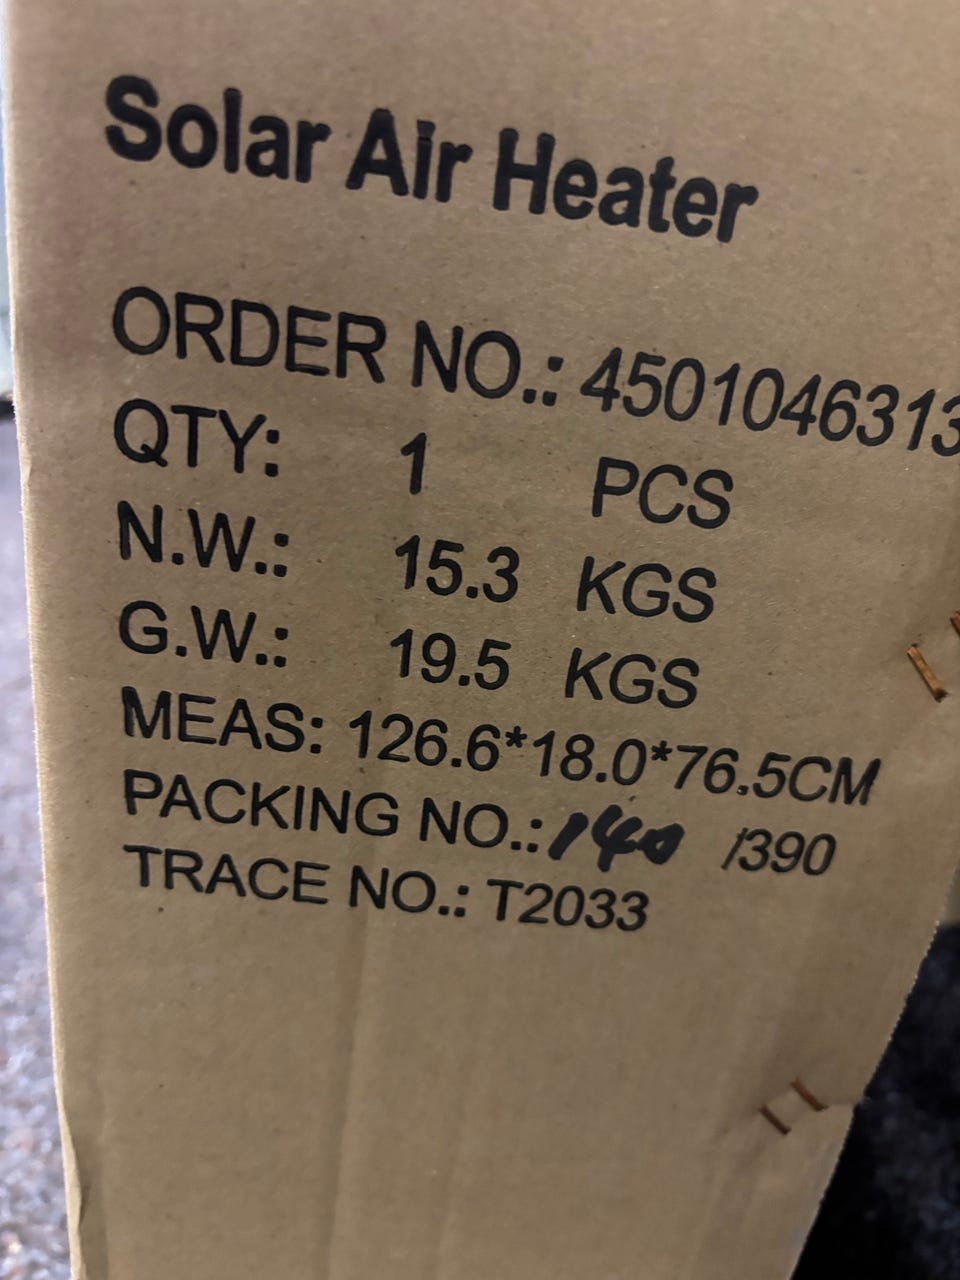 Solar Air Heater
ORDER NO.: 4501046313
QTY: 1 PCS
N.W.: 15.3 KGS
G.W.: 19.5 KGS
MEAS: 126.6*18.0*76.5CM
PACKING NO.: 140 /390
TRACE NO.: T2033